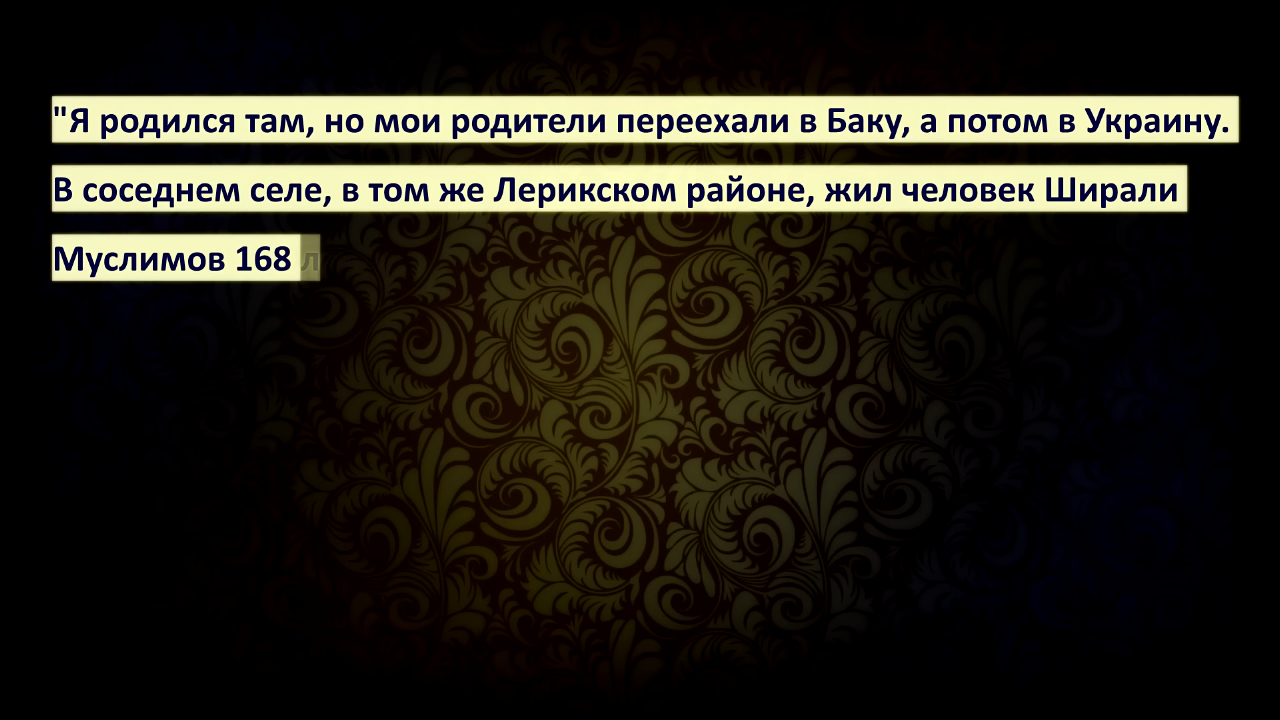 "Я родился там, но мои родители переехали в Баку, а потом в Украину.
В соседнем селе, в том же Лерикском районе, жил человек Ширали
Муслимов 168 л